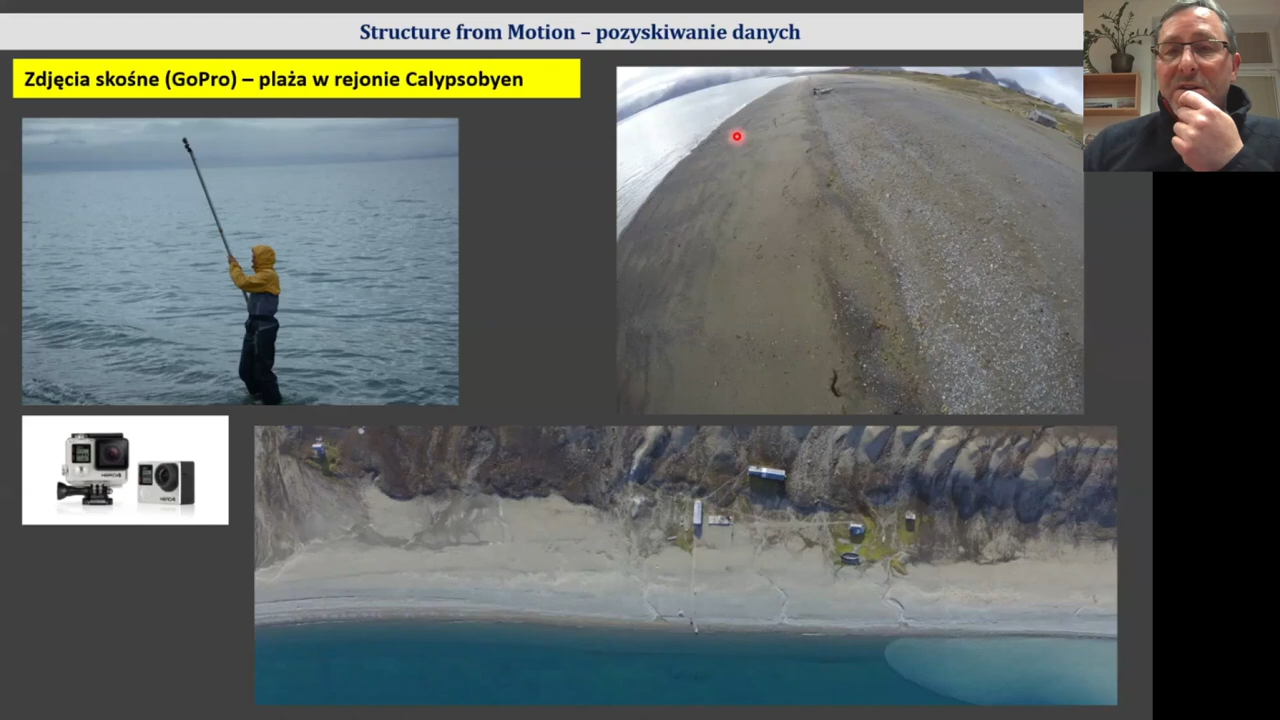 Structure from Motion – pozyskiwanie danych
Zdjęcia skośne (GoPro) – plaża w rejonie Calypsobyen